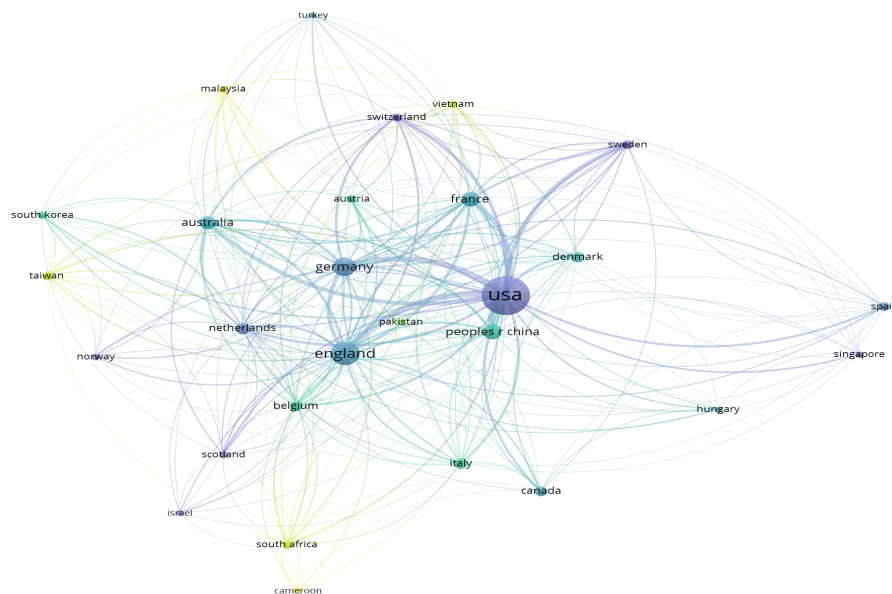 turkey
malaysia
vietnam
switzerland
sweden
austria
france
south korea
australia
denmark
germany
taiwan
usa
spai
pakistan
netherlands
peoples r china
england
singapore
norway
belgium
hungary
scotland
italy
canada
israel
south africa
cameroon